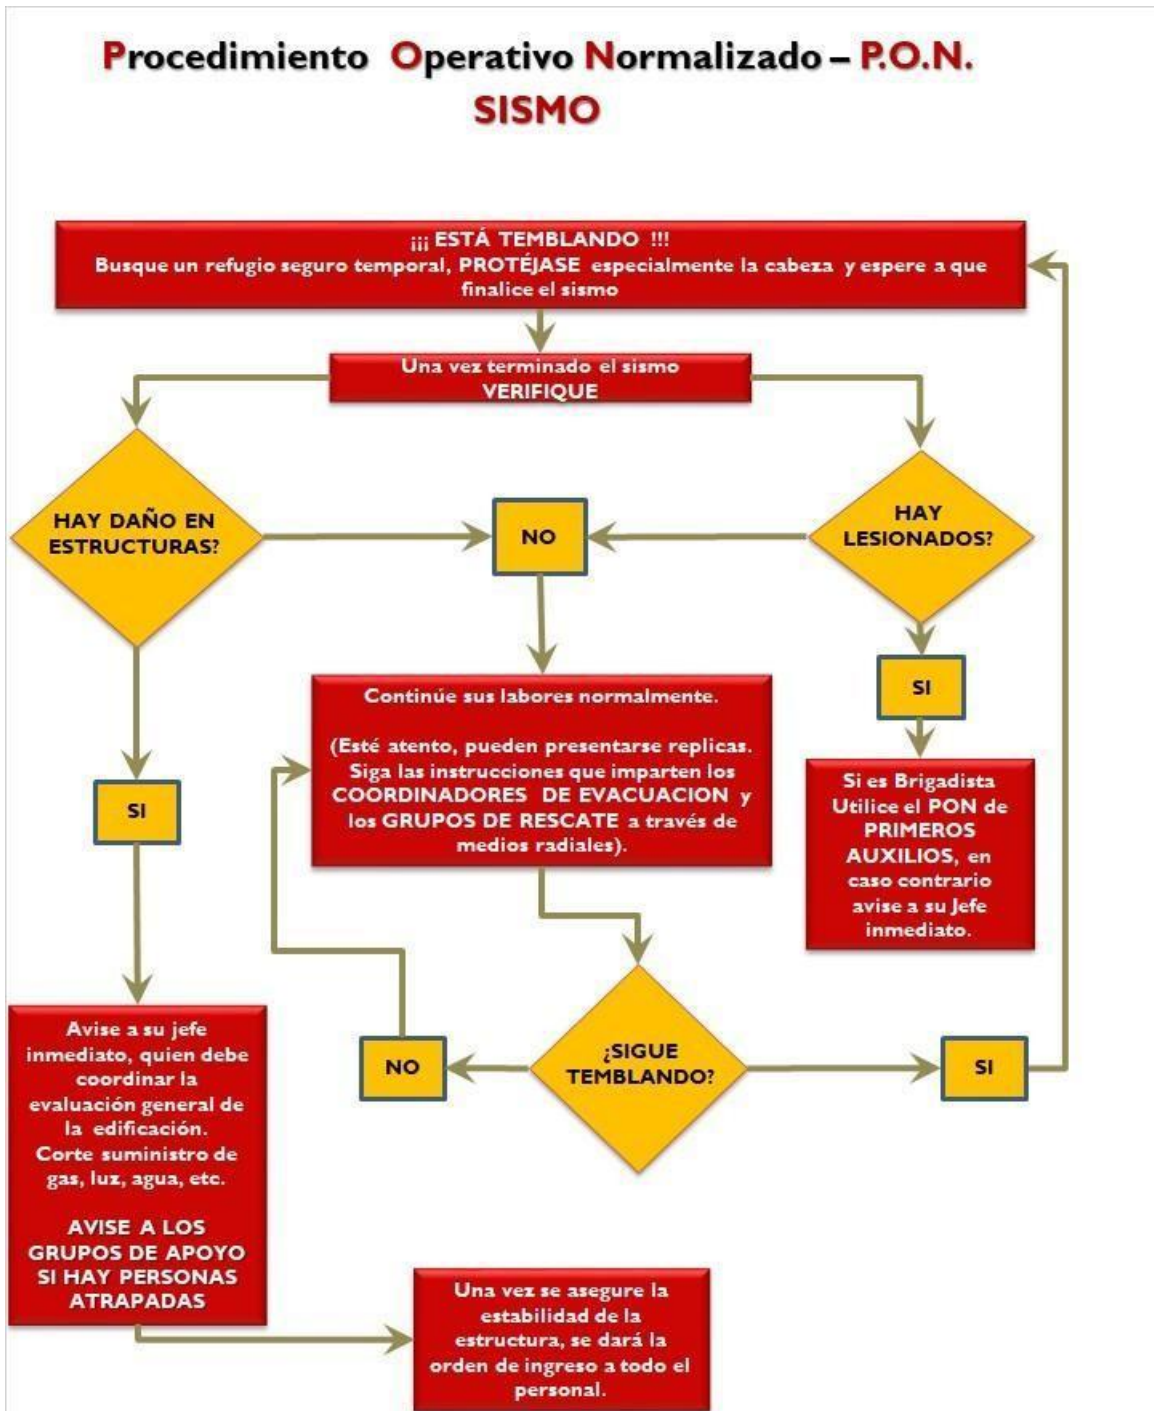 Procedimiento Operativo Normalizado – P.O.N.
SISMO
¡¡¡ ESTÁ TEMBLANDO !!!
Busque un refugio seguro temporal, PROTÉJASE especialmente la cabeza y espere a que
finalice el sismo
Una vez terminado el sismo
VERIFIQUE
HAY DAÑO EN
ESTRUCTURAS?
NO
HAY
LESIONADOS?
SI
Continúe sus labores normalmente.
(Esté atento, pueden presentarse replicas.
Siga las instrucciones que imparten los
COORDINADORES DE EVACUACION y
los GRUPOS DE RESCATE a través de
medios radiales).
SI
Si es Brigadista
Utilice el PON de
PRIMEROS
AUXILIOS, en
caso contrario
avise a su Jefe
inmediato.
Avise a su jefe
inmediato, quien debe
coordinar la
evaluación general de
la edificación.
Corte suministro de
gas, luz, agua, etc.
AVISE A LOS
GRUPOS DE APOYO
SI HAY PERSONAS
ATRAPADAS
NO
¿SIGUE
TEMBLANDO?
SI
Una vez se asegure la
estabilidad de la
estructura, se dará la
orden de ingreso a todo el
personal.